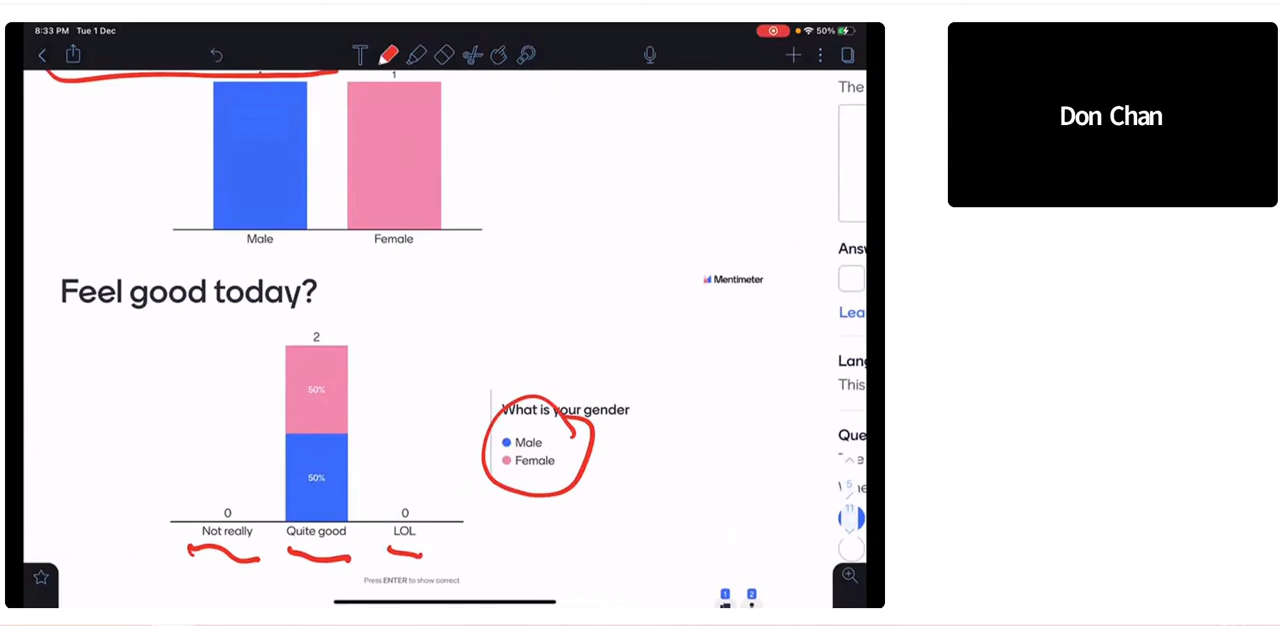 8:33 PM Tue 1 Dec
50%
1
The
Male
Female
Feel good today?
Mentimeter
2
50%
50%
0
0
Not really
Quite good
LOL
What is your gender
Male
Female
Press ENTER to show correct
Lea
This
Que
5
11
1
2
Don Chan